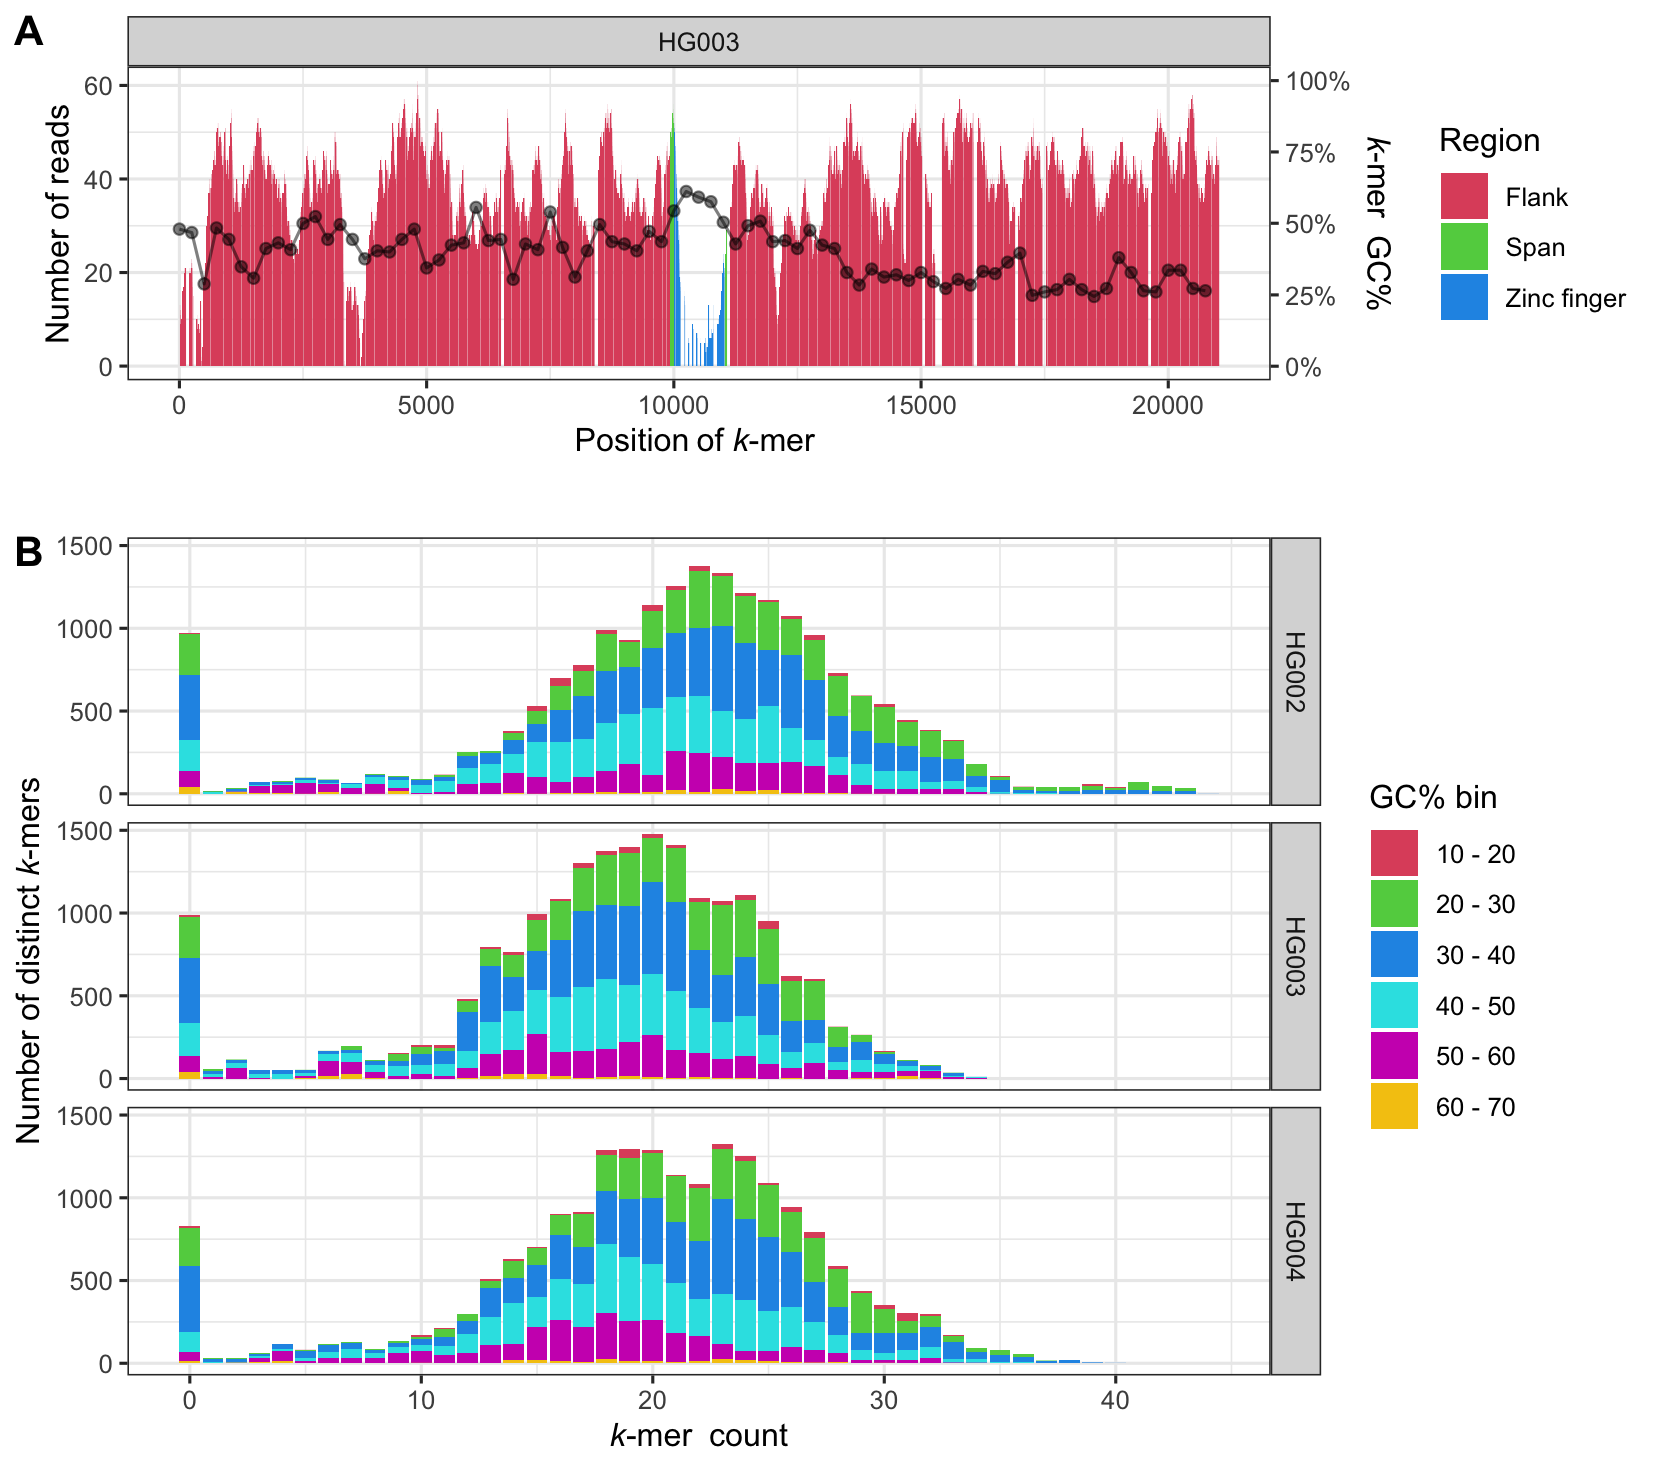 A
HG003
Number of reads
60
40
20
0
100%
75%
50%
25%
0%
k-mer GC%
0 5000 10000 15000 20000
Position of k-mer
Region
Flank
Span
Zinc finger
B
Number of distinct k-mers
1500
1000
500
0
HG002
1500
1000
500
0
HG003
1500
1000
500
0
HG004
0 10 20 30 40
k-mer count
GC% bin
10 - 20
20 - 30
30 - 40
40 - 50
50 - 60
60 - 70